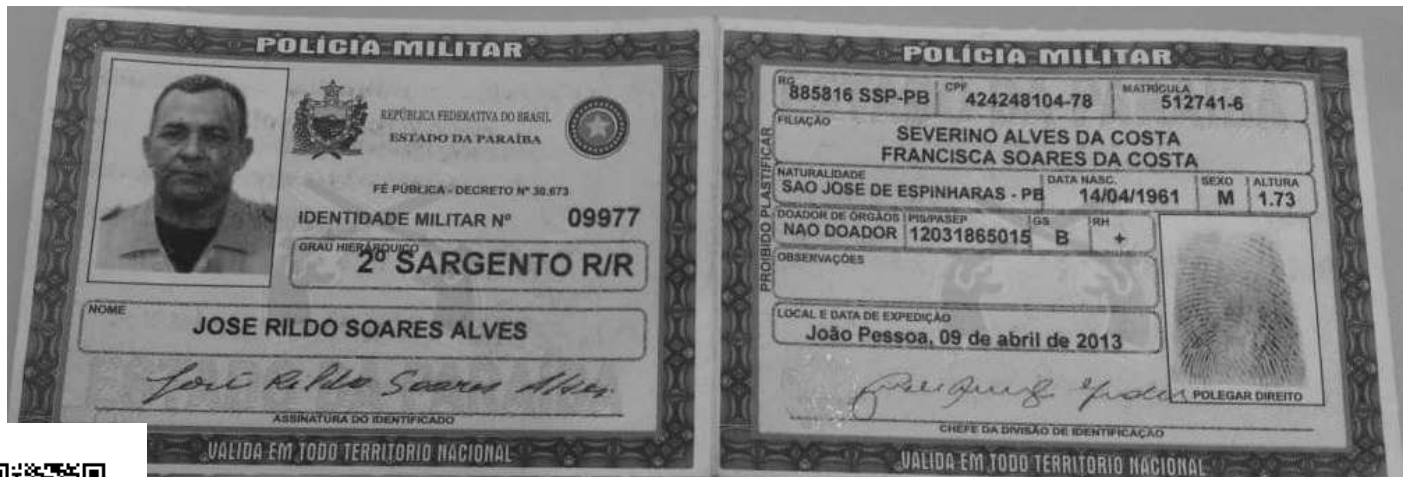 POLÍCIA MILITAR
REPÚBLICA FEDERATIVA DO BRASIL
ESTADO DA PARAÍBA
FÉ PÚBLICA - DECRETO Nº 30.673
IDENTIDADE MILITAR Nº 09977
GRAU HIERÁRQUICO
2º SARGENTO R/R
NOME
JOSE RILDO SOARES ALVES
José Rildo Soares Alves
ASSINATURA DO IDENTIFICADO
VALIDA EM TODO TERRITORIO NACIONAL
POLÍCIA MILITAR
RG CPF MATRÍCULA
885816 SSP-PB 424248104-78 512741-6
FILIAÇÃO
SEVERINO ALVES DA COSTA
FRANCISCA SOARES DA COSTA
NATURALIDADE DATA NASC. SEXO ALTURA
SAO JOSE DE ESPINHARAS - PB 14/04/1961 M 1.73
DOADOR DE ORGÃOS PIS/PASEP GS RH
NAO DOADOR 12031865015 B +
OBSERVAÇÕES
LOCAL E DATA DE EXPEDIÇÃO
João Pessoa, 09 de abril de 2013
POLEGAR DIREITO
CHEFE DA DIVISÃO DE IDENTIFICAÇÃO
PROIBIDO PLASTIFICAR
VALIDA EM TODO TERRITORIO NACIONAL